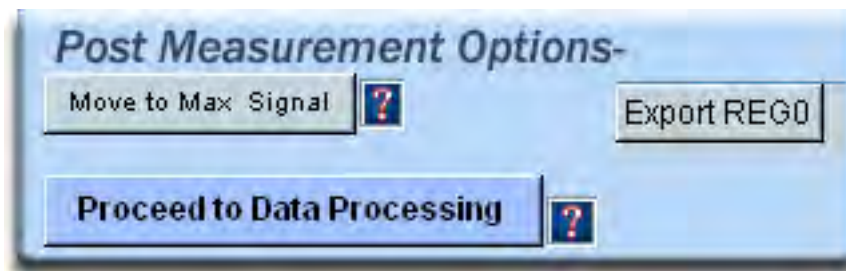 Post Measurement Options-
Move to Max Signal ?
Export REG0
Proceed to Data Processing ?